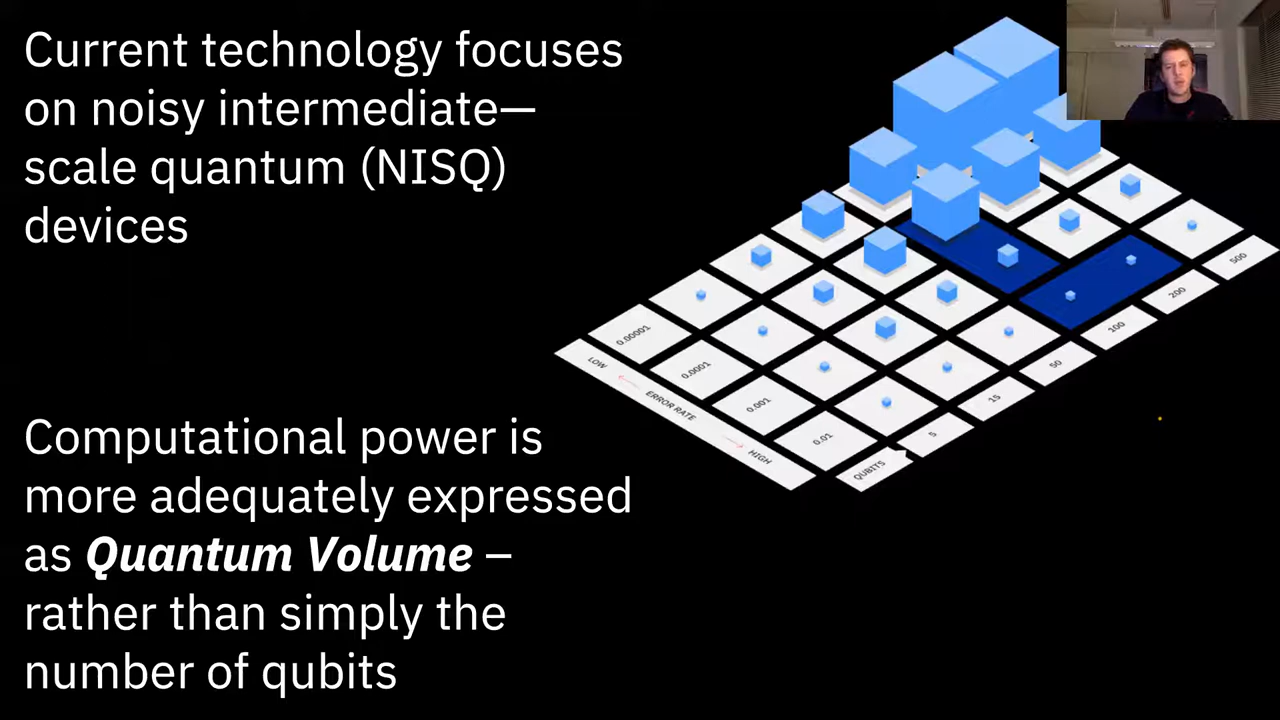 Current technology focuses
on noisy intermediate—
scale quantum (NISQ)
devices
Computational power is
more adequately expressed
as Quantum Volume –
rather than simply the
number of qubits
0.00001
0.0001
0.001
0.01
LOW
ERROR RATE
HIGH
QUBITS
5
15
50
100
200
500